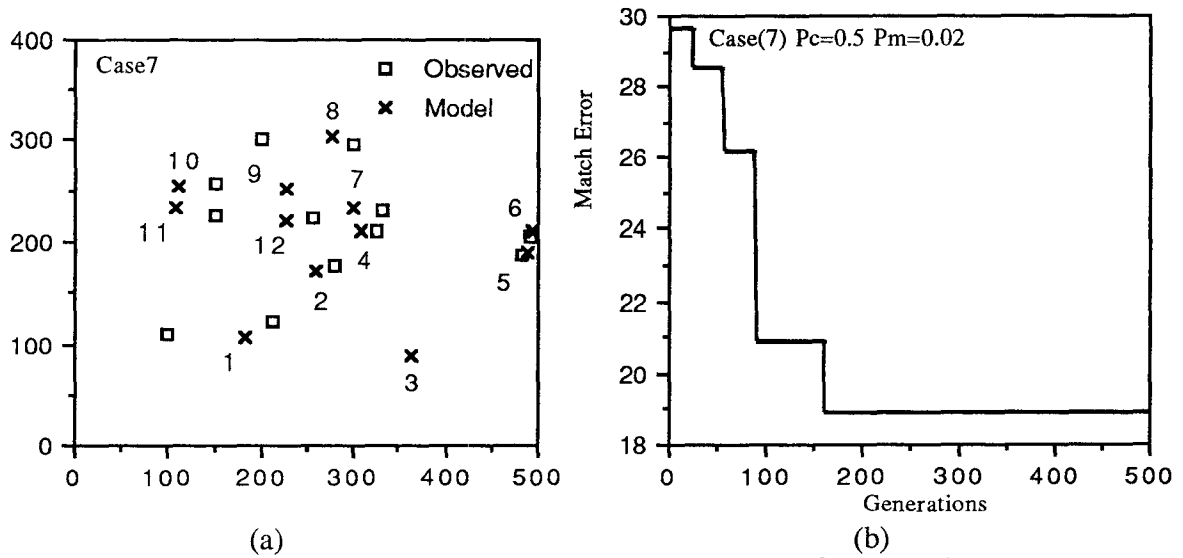 400
300
200
100
0
0 100 200 300 400 500
Case7
Observed
Model
8
10
9
7
11
12
4
6
5
2
1
3
(a)
30
28
26
24
22
20
18
0 100 200 300 400 500
Match Error
Case(7) Pc=0.5 Pm=0.02
Generations
(b)